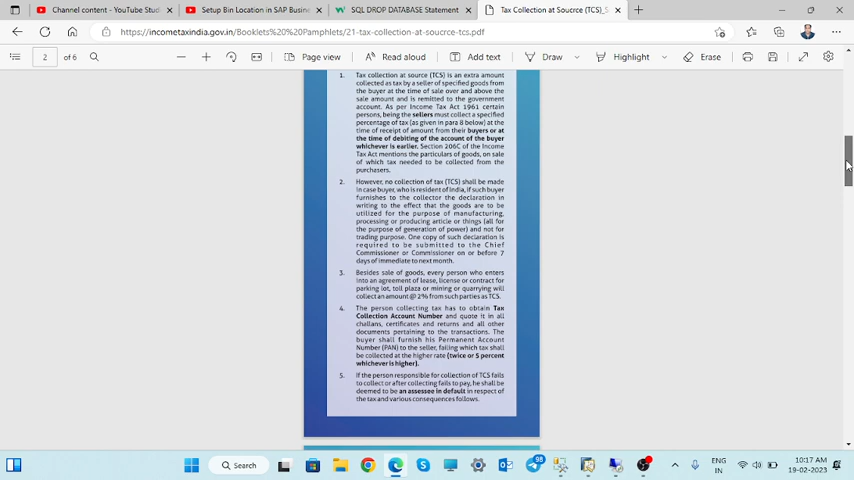 Channel content - YouTube Stud
Setup Bin Location in SAP Busin
SQL DROP DATABASE Statement
Tax Collection at Soucrce (TCS)_S
https://incometaxindia.gov.in/Booklets%20%20Pamphlets/21-tax-collection-at-soucrce-tcs.pdf
2 of 6
Page view
Read aloud
Add text
Draw
Highlight
Erase
1. Tax collection at source (TCS) is an extra amount
collected as tax by a seller of specified goods from
the buyer at the time of sale over and above the
sale amount and is remitted to the government
account. As per Income Tax Act 1961 certain
persons, being the sellers must collect a specified
percentage of tax (as given in para 8 below) at the
time of receipt of amount from their buyers or at
the time of debiting of the account of the buyer
whichever is earlier. Section 206C of the Income
Tax Act mentions the particulars of goods, on sale
of which tax needed to be collected from the
purchasers.
2. However, no collection of tax (TCS) shall be made
in case buyer, who is resident of India, if such buyer
furnishes to the collector the declaration in
writing to the effect that the goods are to be
utilized for the purpose of manufacturing,
processing or producing article or things (all for
the purpose of generation of power) and not for
trading purpose. One copy of such declaration is
required to be submitted to the Chief
Commissioner or Commissioner on or before 7
days of immediate to next month.
3. Besides sale of goods, every person who enters
into an agreement of lease, license or contract for
parking lot, toll plaza or mining or quarrying will
collect an amount @ 2% from such parties as TCS.
4. The person collecting tax has to obtain Tax
Collection Account Number and quote it in all
challans, certificates and returns and all other
documents pertaining to the transactions. The
buyer shall furnish his Permanent Account
Number (PAN) to the seller, failing which tax shall
be collected at the higher rate (twice or 5 percent
whichever is higher).
5. If the person responsible for collection of TCS fails
to collect or after collecting fails to pay, he shall be
deemed to be an assessee in default in respect of
the tax and various consequences follows.
Search
98
ENG
IN
10:17 AM
19-02-2023